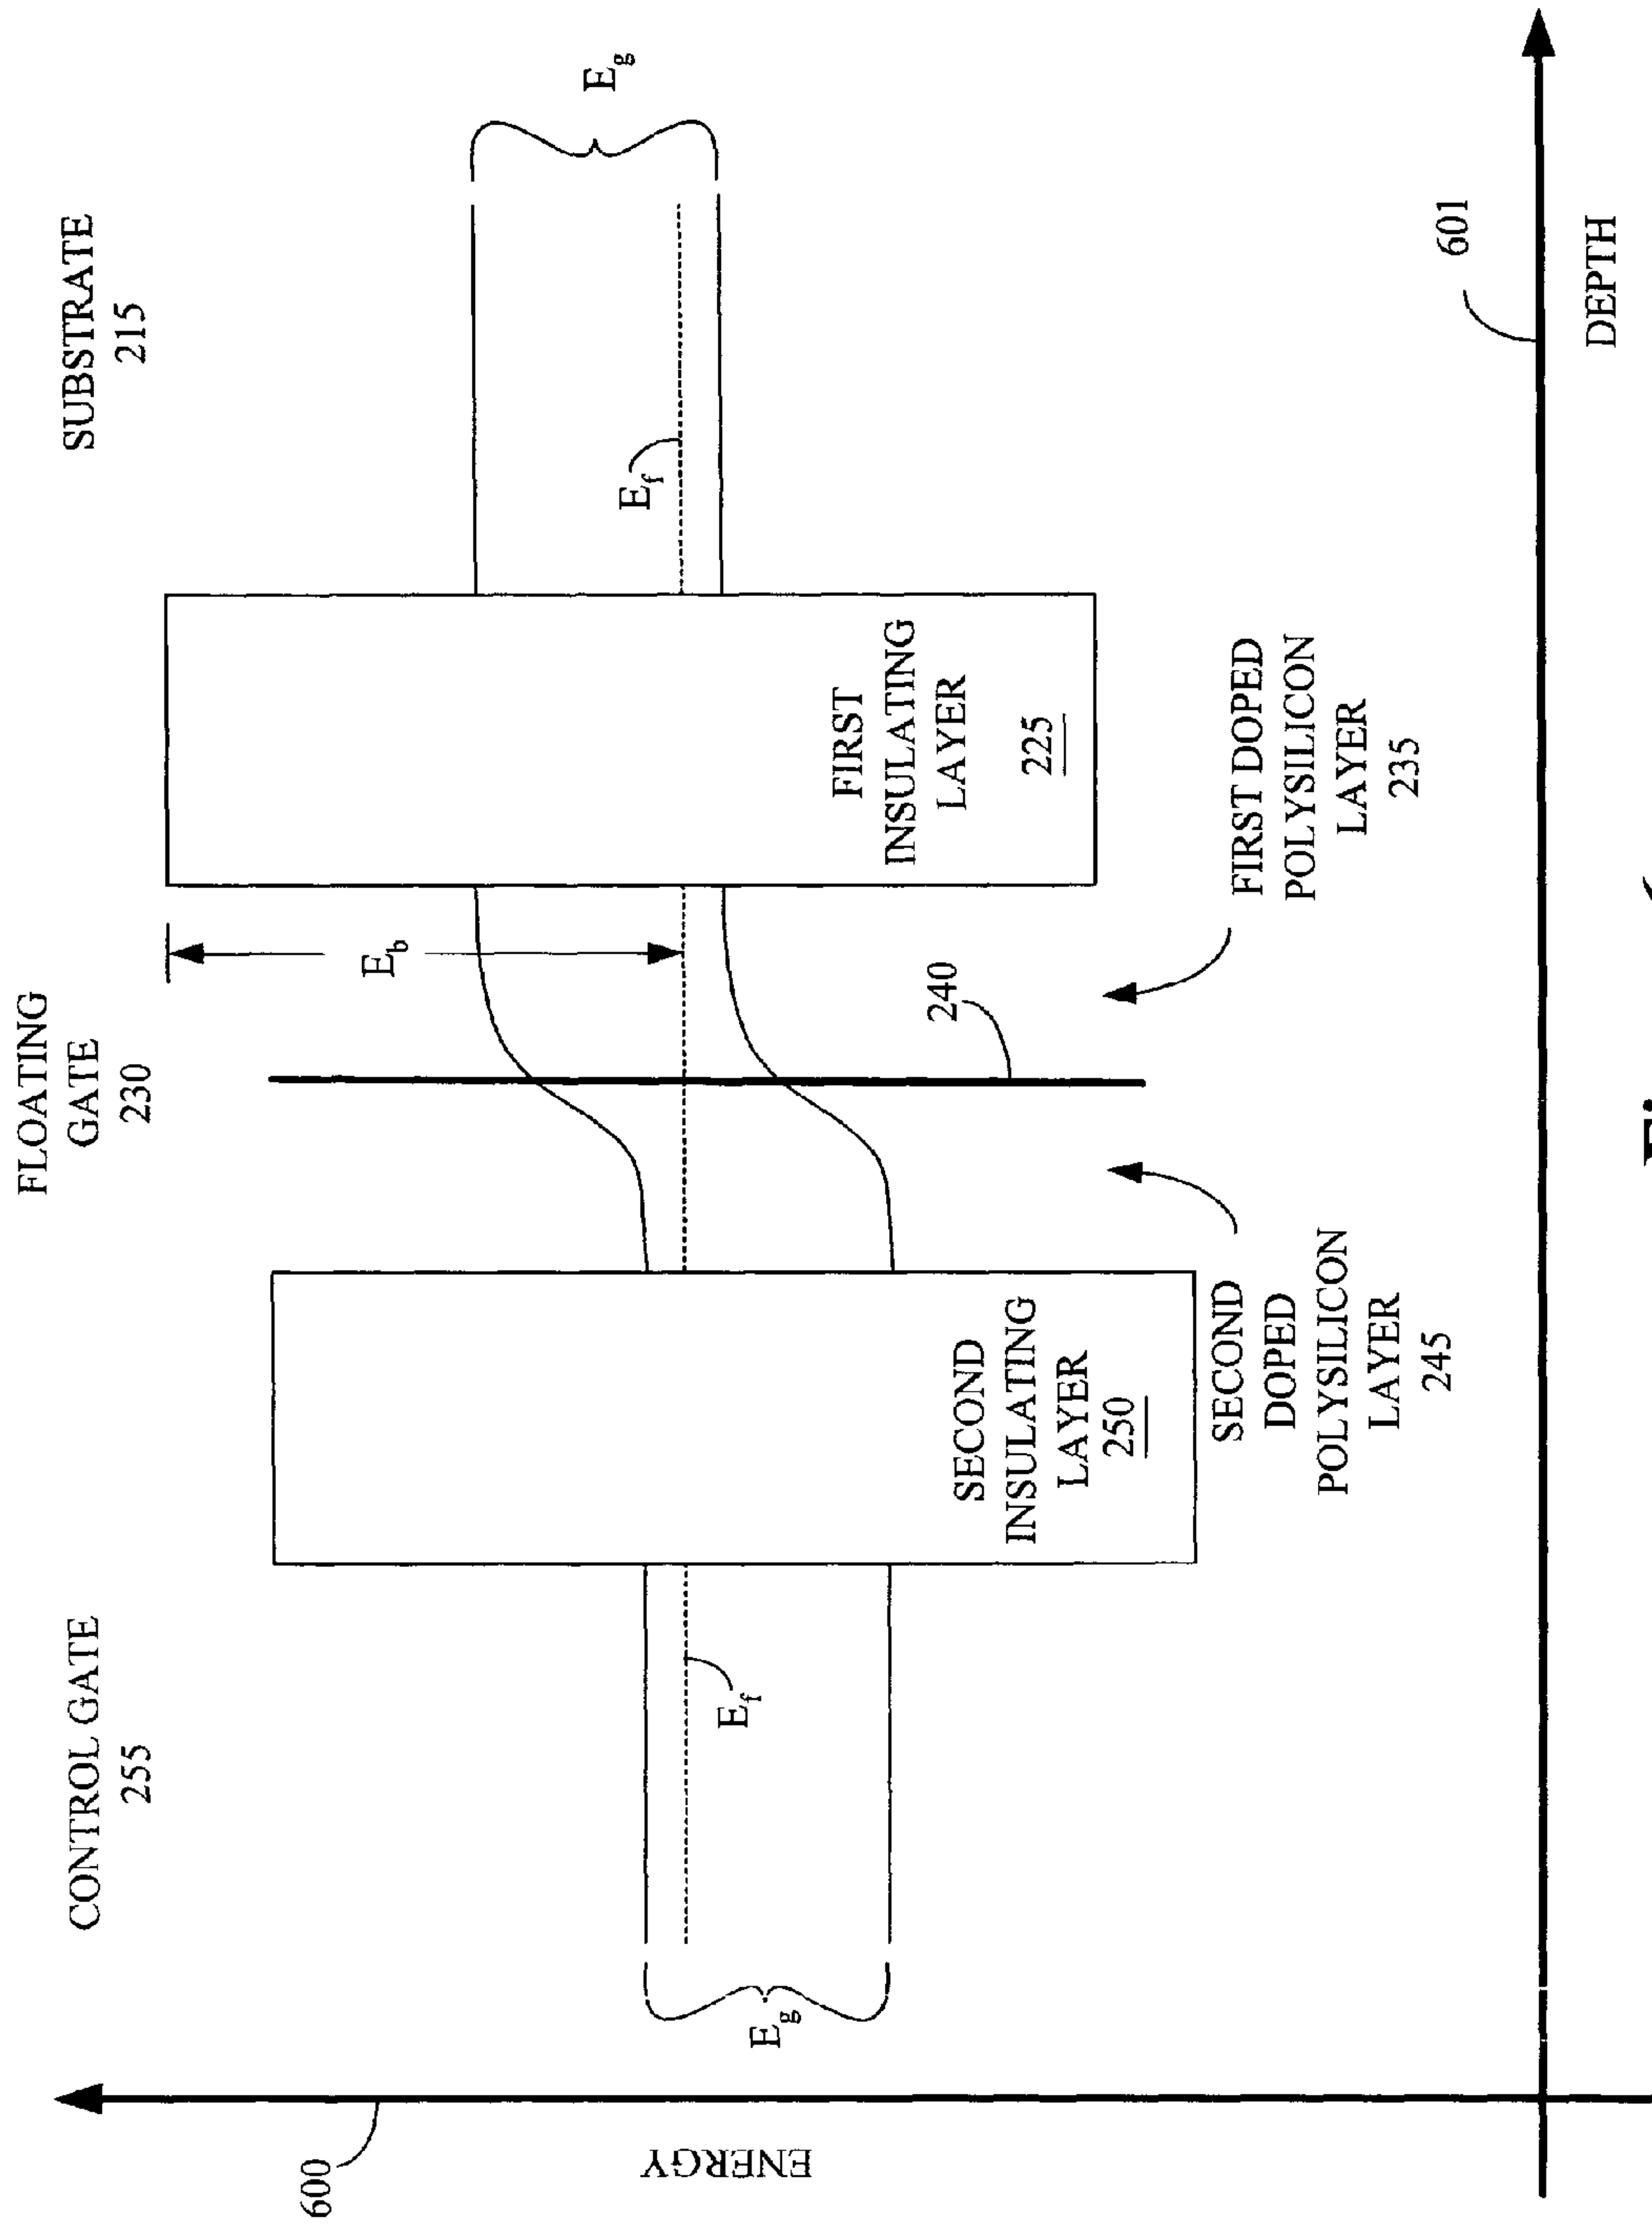 CONTROL GATE
255
FLOATING
GATE
230
SUBSTRATE
215
600
ENERGY
E_g
E_f
E_b
E_f
E_g
SECOND
INSULATING
LAYER
250
FIRST
INSULATING
LAYER
225
240
SECOND
DOPED
POLYSILICON
LAYER
245
FIRST DOPED
POLYSILICON
LAYER
235
601
DEPTH